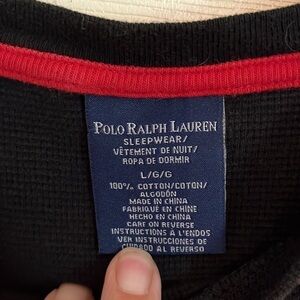 POLO RALPH LAUREN
SLEEPWEAR/
VÊTEMENT DE NUIT/
ROPA DE DORMIR
L/G/G
100% COTTON/COTON/
ALGODÓN
MADE IN CHINA
FABRIQUÉ EN CHINE
HECHO EN CHINA
CARE ON REVERSE
INSTRUCTIONS À L'ENDOS
VER INSTRUCCIONES DE
CUIDADO AL REVERSO